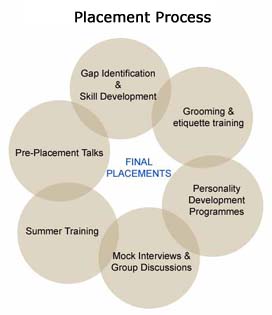 Placement Process
Gap Identification
&
Skill Development
Grooming &
etiquette training
Personality
Development
Programmes
Mock Interviews &
Group Discussions
Summer Training
Pre-Placement Talks
FINAL
PLACEMENTS